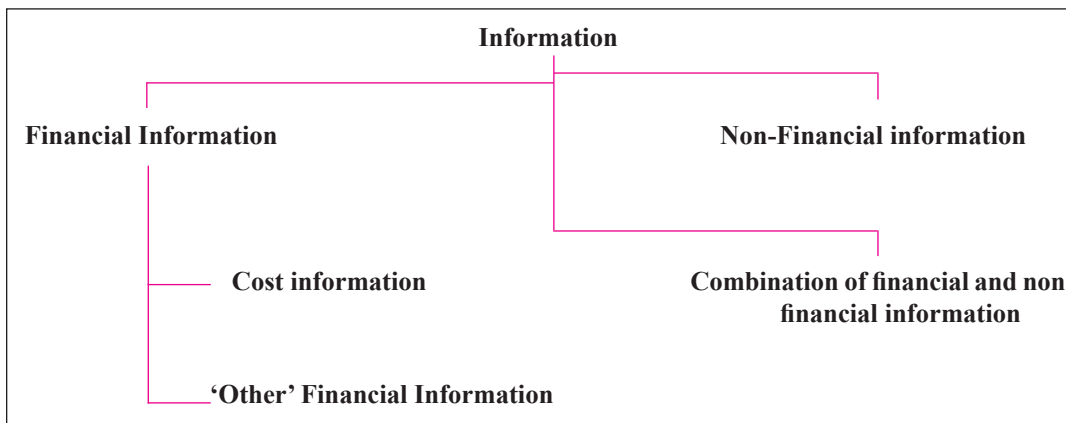 Information
Financial Information
Non-Financial information
Cost information
Combination of financial and non
financial information
‘Other’ Financial Information